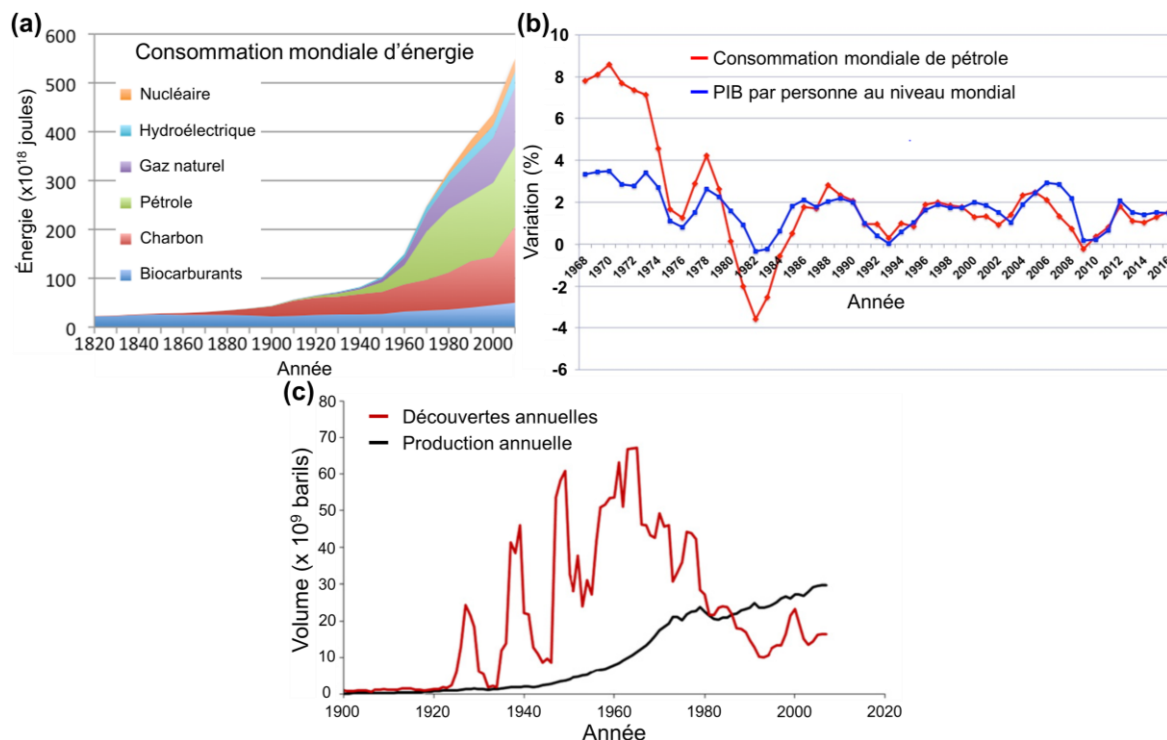 (a)
Consommation mondiale d'énergie
600
500
400
300
200
100
0
Énergie (x10¹⁸ joules)
Nucléaire
Hydroélectrique
Gaz naturel
Pétrole
Charbon
Biocarburants
1820 1840 1860 1880 1900 1920 1940 1960 1980 2000
Année
(b)
Consommation mondiale de pétrole
PIB par personne au niveau mondial
10
8
6
4
2
0
-2
-4
-6
Variation (%)
1968 1970 1972 1974 1976 1978 1980 1982 1984 1986 1988 1990 1992 1994 1996 1998 2000 2002 2004 2006 2008 2010 2012 2014 2016
Année
(c)
Découvertes annuelles
Production annuelle
80
70
60
50
40
30
20
10
0
Volume (x 10⁹ barils)
1900 1920 1940 1960 1980 2000 2020
Année